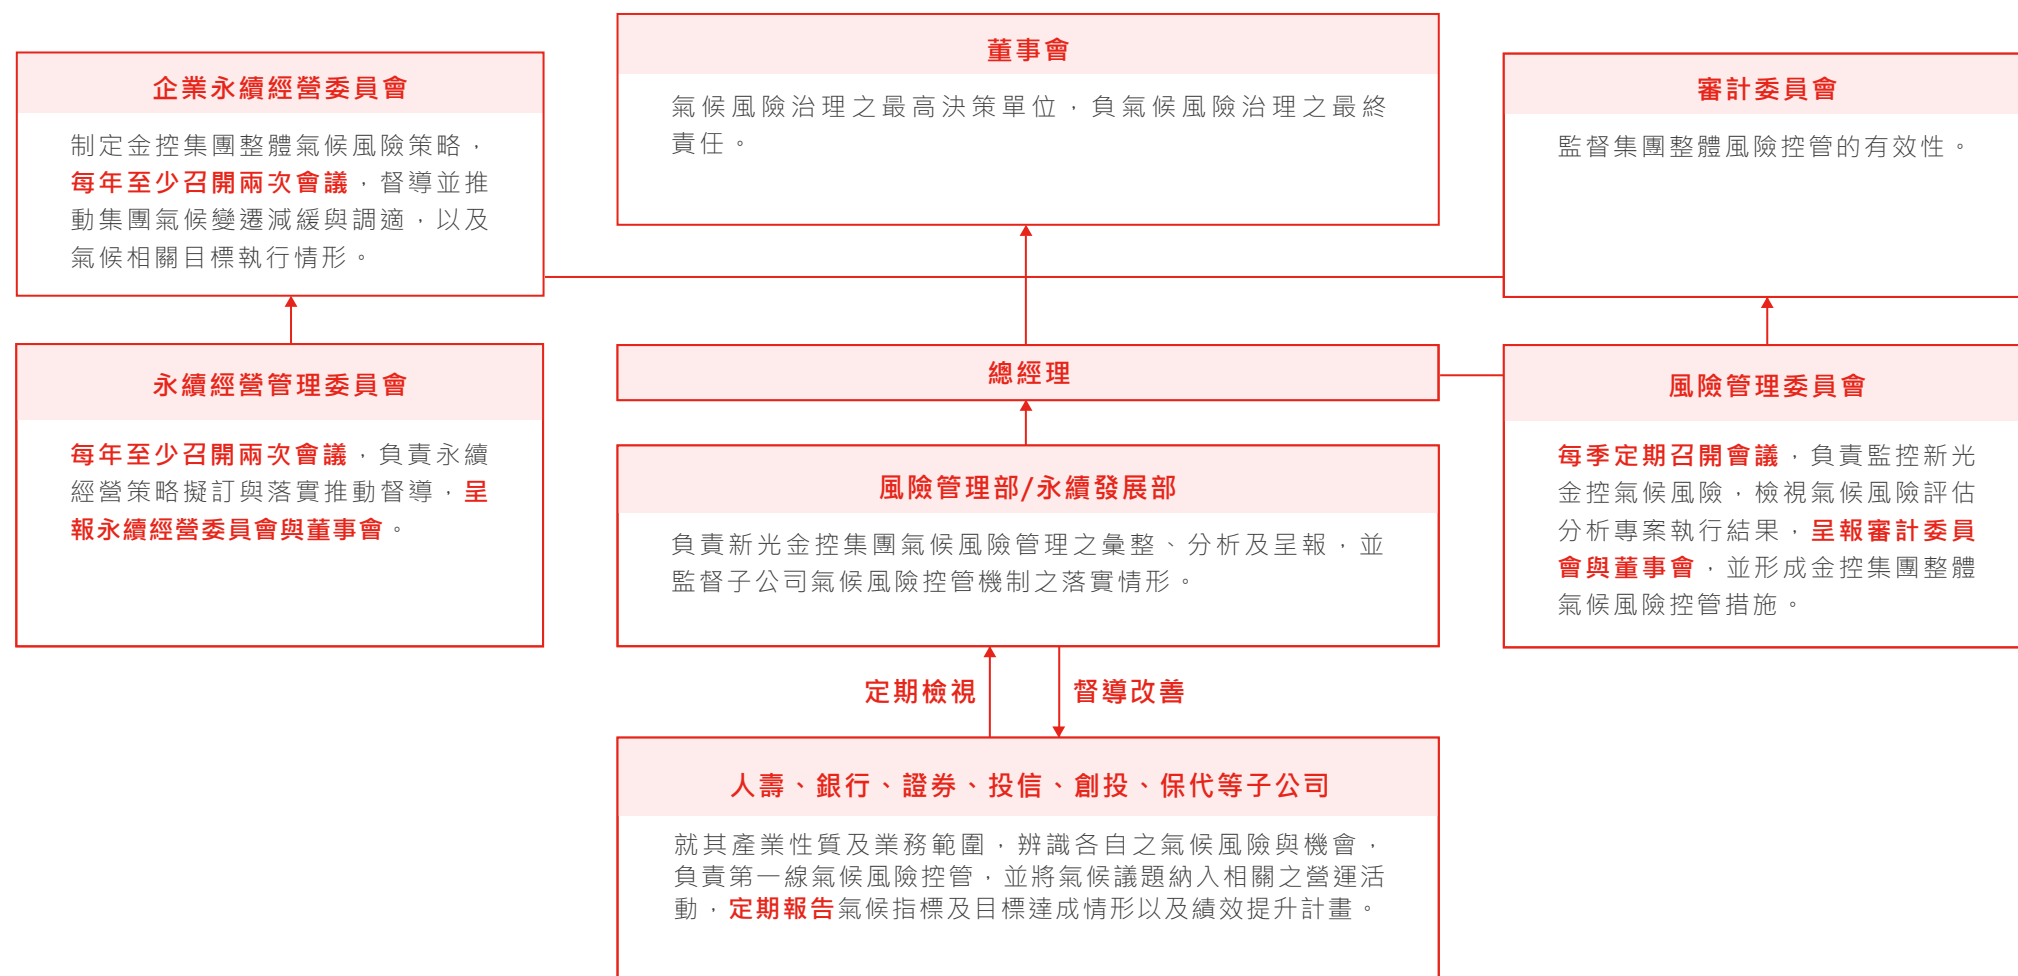 董事會
氣候風險治理之最高決策單位，負氣候風險治理之最終
責任。
企業永續經營委員會
制定金控集團整體氣候風險策略，
每年至少召開兩次會議，督導並推
動集團氣候變遷減緩與調適，以及
氣候相關目標執行情形。
審計委員會
監督集團整體風險控管的有效性。
永續經營管理委員會
每年至少召開兩次會議，負責永續
經營策略擬訂與落實推動督導，呈
報永續經營委員會與董事會。
總經理
風險管理部/永續發展部
負責新光金控集團氣候風險管理之彙整、分析及呈報，並
監督子公司氣候風險控管機制之落實情形。
風險管理委員會
每季定期召開會議，負責監控新光
金控氣候風險，檢視氣候風險評估
分析專案執行結果，呈報審計委員
會與董事會，並形成金控集團整體
氣候風險控管措施。
定期檢視
督導改善
人壽、銀行、證券、投信、創投、保代等子公司
就其產業性質及業務範圍，辨識各自之氣候風險與機會，
負責第一線氣候風險控管，並將氣候議題納入相關之營運活
動，定期報告氣候指標及目標達成情形以及績效提升計畫。